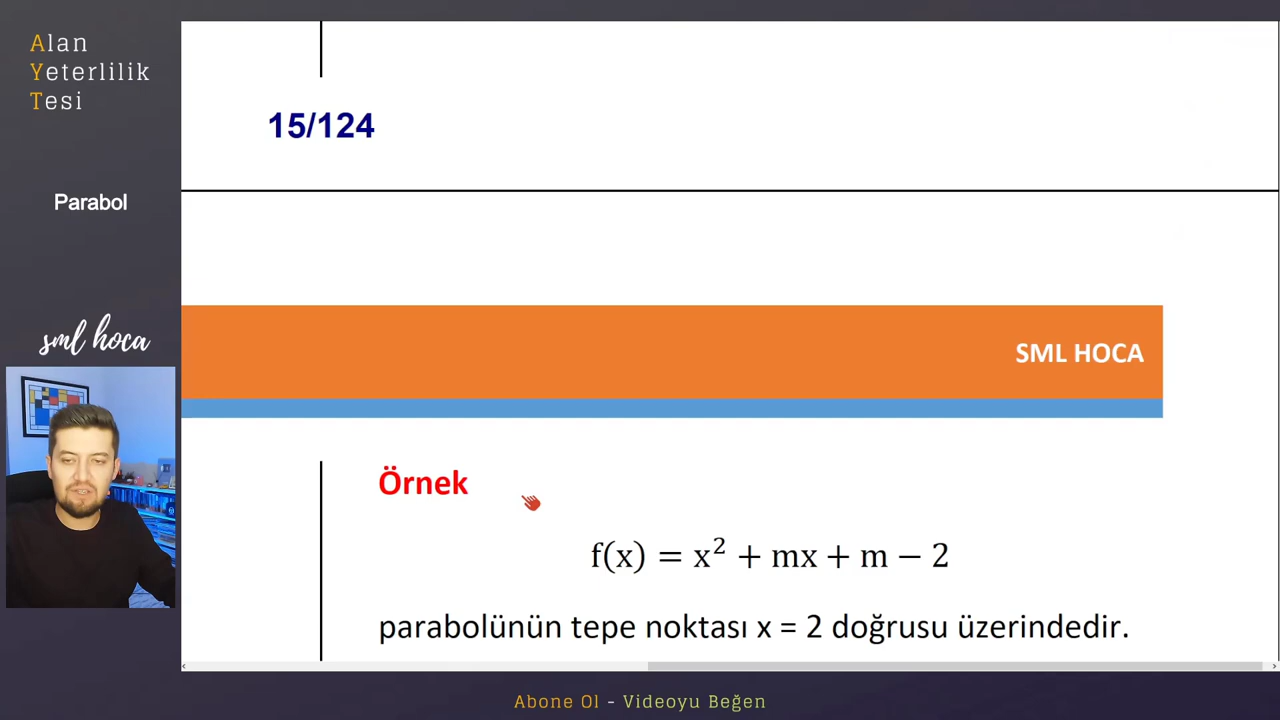 Alan
Yeterlilik
Tesi
15/124
Parabol
sml hoca
SML HOCA
Örnek
f(x) = x² + mx + m − 2
parabolünün tepe noktası x = 2 doğrusu üzerindedir.
Abone Ol - Videoyu Beğen